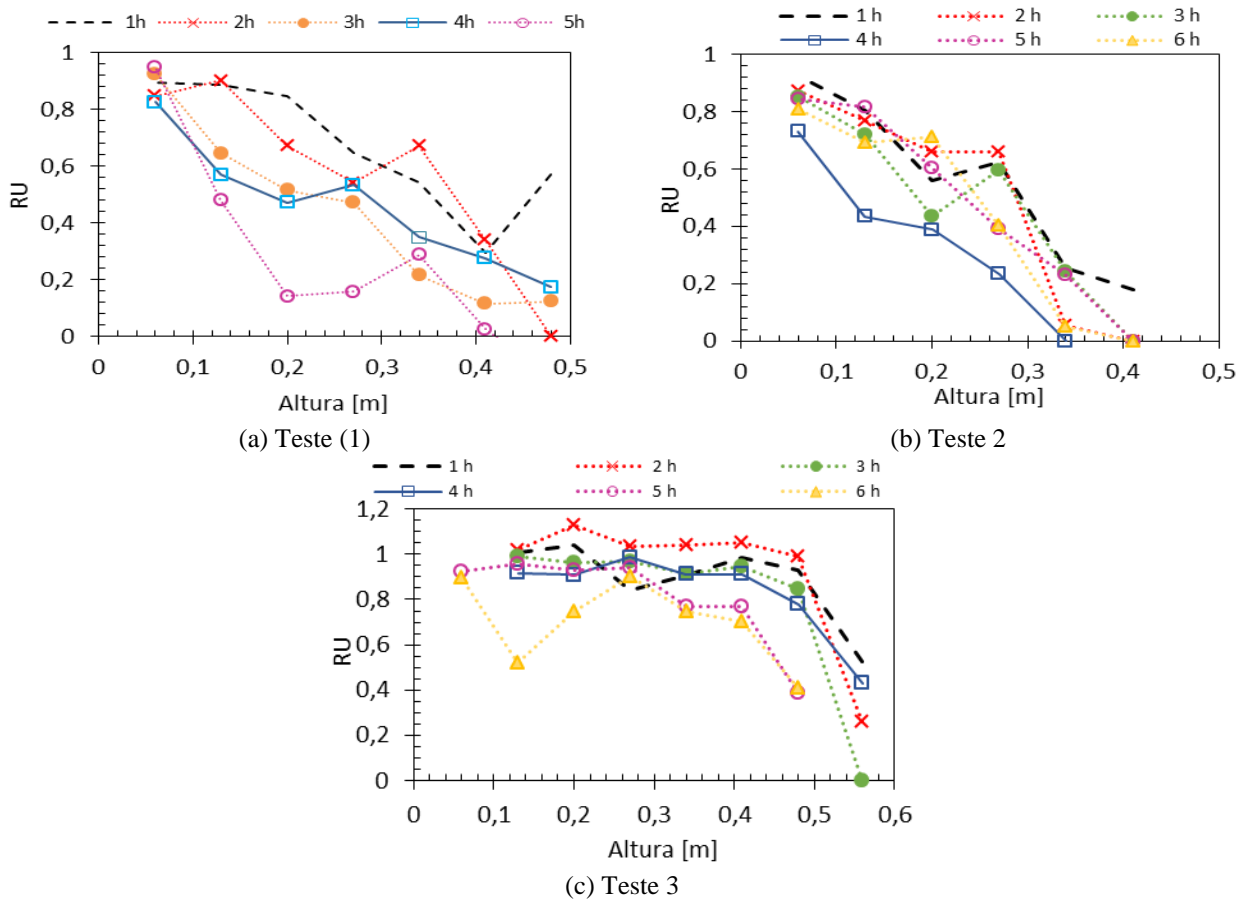 1h 2h 3h 4h 5h
1
0,8
0,6
0,4
0,2
0
RU
0 0,1 0,2 0,3 0,4 0,5
Altura [m]
(a) Teste (1)
1 h 2 h 3 h
4 h 5 h 6 h
1
0,8
0,6
0,4
0,2
0
RU
0 0,1 0,2 0,3 0,4 0,5
Altura [m]
(b) Teste 2
1 h 2 h 3 h
4 h 5 h 6 h
1,2
1
0,8
0,6
0,4
0,2
0
RU
0 0,1 0,2 0,3 0,4 0,5 0,6
Altura [m]
(c) Teste 3